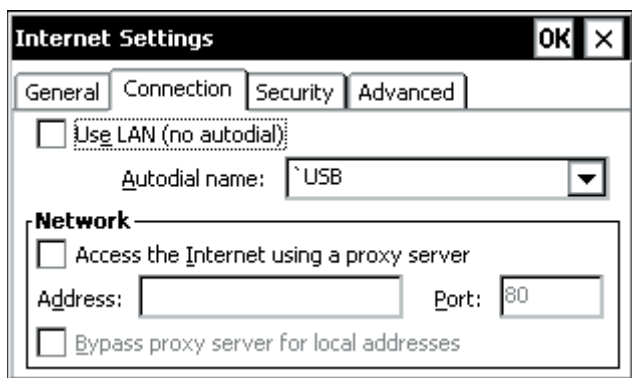 Internet Settings OK ×
General Connection Security Advanced
Use LAN (no autodial)
Autodial name: `USB
Network
Access the Internet using a proxy server
Address: Port: 80
Bypass proxy server for local addresses